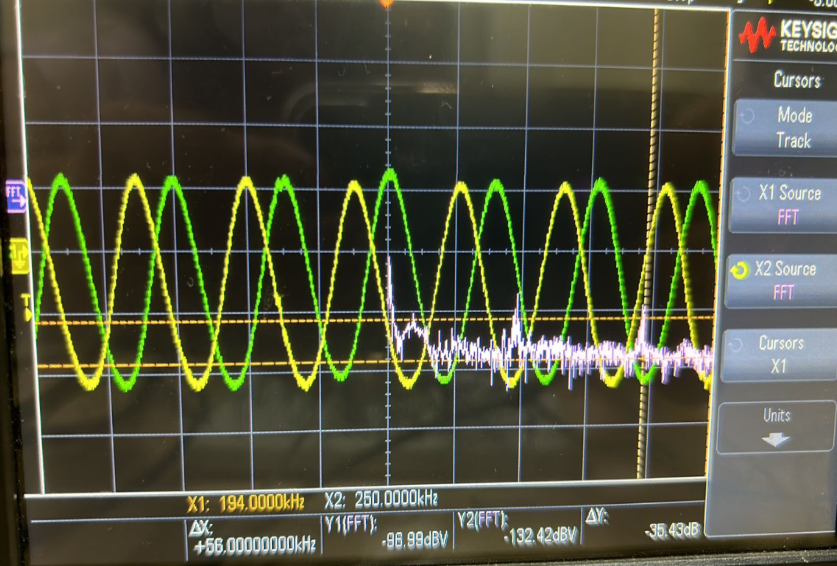 KEYSIG
TECHNOLO
Cursors
Mode
Track
X1 Source
FFT
X2 Source
FFT
Cursors
X1
Units
FFT
T
X1: 194.0000kHz X2: 250.0000kHz
ΔX:
+56.00000000kHz
Y1(FFT):
-96.99dBV
Y2(FFT):
-132.42dBV
ΔY:
-35.43dB